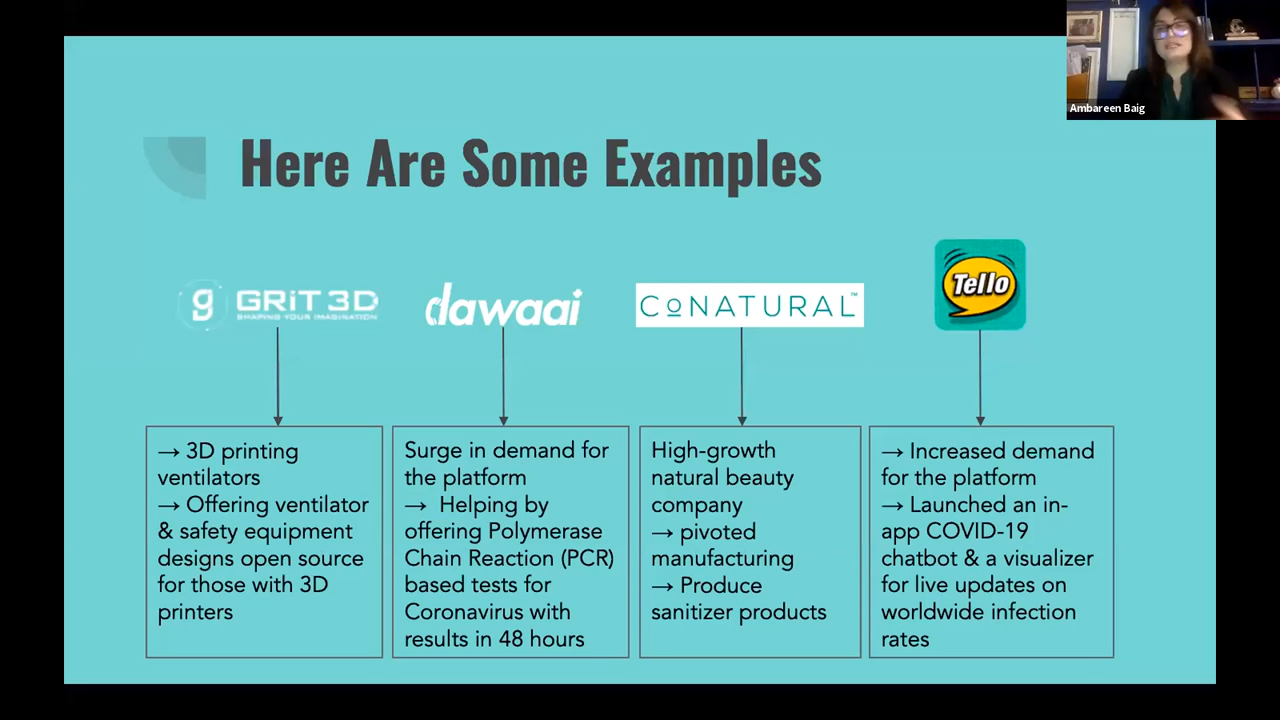 Ambareen Baig
Here Are Some Examples
g GRiT 3D
SHAPING YOUR IMAGINATION
dawaai
CoNATURAL™
Tello
→ 3D printing
ventilators
→ Offering ventilator
& safety equipment
designs open source
for those with 3D
printers
Surge in demand for
the platform
→ Helping by
offering Polymerase
Chain Reaction (PCR)
based tests for
Coronavirus with
results in 48 hours
High-growth
natural beauty
company
→ pivoted
manufacturing
→ Produce
sanitizer products
→ Increased demand
for the platform
→ Launched an in-
app COVID-19
chatbot & a visualizer
for live updates on
worldwide infection
rates